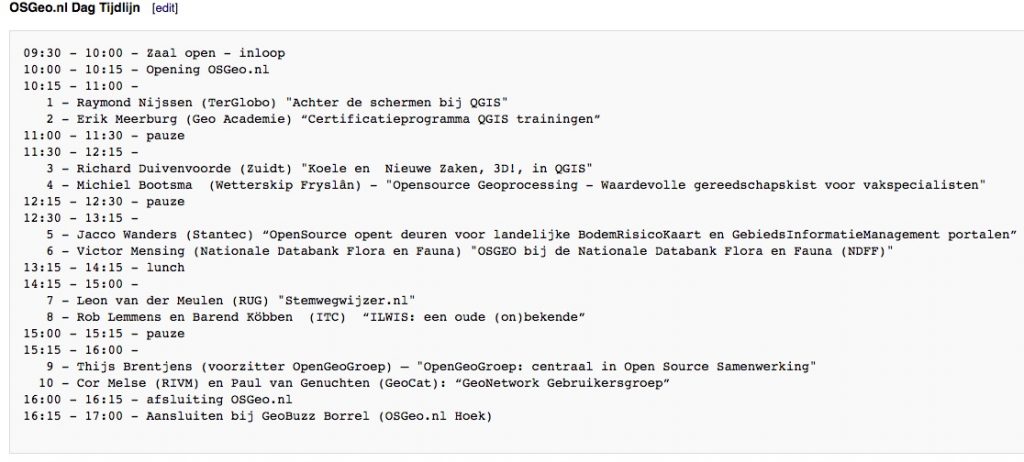 OSGeo.nl Dag Tijdlijn [edit]
09:30 - 10:00 - Zaal open - inloop
10:00 - 10:15 - Opening OSGeo.nl
10:15 - 11:00 -
1 - Raymond Nijssen (TerGlobo) "Achter de schermen bij QGIS"
2 - Erik Meerburg (Geo Academie) “Certificatieprogramma QGIS trainingen”
11:00 - 11:30 - pauze
11:30 - 12:15 -
3 - Richard Duivenvoorde (Zuidt) "Koele en  Nieuwe Zaken, 3D!, in QGIS"
4 - Michiel Bootsma  (Wetterskip Fryslân) - "Opensource Geoprocessing - Waardevolle gereedschapskist voor vakspecialisten"
12:15 - 12:30 - pauze
12:30 - 13:15 -
5 - Jacco Wanders (Stantec) “OpenSource opent deuren voor landelijke BodemRisicoKaart en GebiedsInformatieManagement portalen”
6 - Victor Mensing (Nationale Databank Flora en Fauna) "OSGEO bij de Nationale Databank Flora en Fauna (NDFF)"
13:15 - 14:15 - lunch
14:15 - 15:00 -
7 - Leon van der Meulen (RUG) "Stemwegwijzer.nl"
8 - Rob Lemmens en Barend Köbben  (ITC)  “ILWIS: een oude (on)bekende”
15:00 - 15:15 - pauze
15:15 - 16:00 -
9 - Thijs Brentjens (voorzitter OpenGeoGroep) – "OpenGeoGroep: centraal in Open Source Samenwerking"
10 - Cor Melse (RIVM) en Paul van Genuchten (GeoCat): “GeoNetwork Gebruikersgroep”
16:00 - 16:15 - afsluiting OSGeo.nl
16:15 - 17:00 - Aansluiten bij GeoBuzz Borrel (OSGeo.nl Hoek)